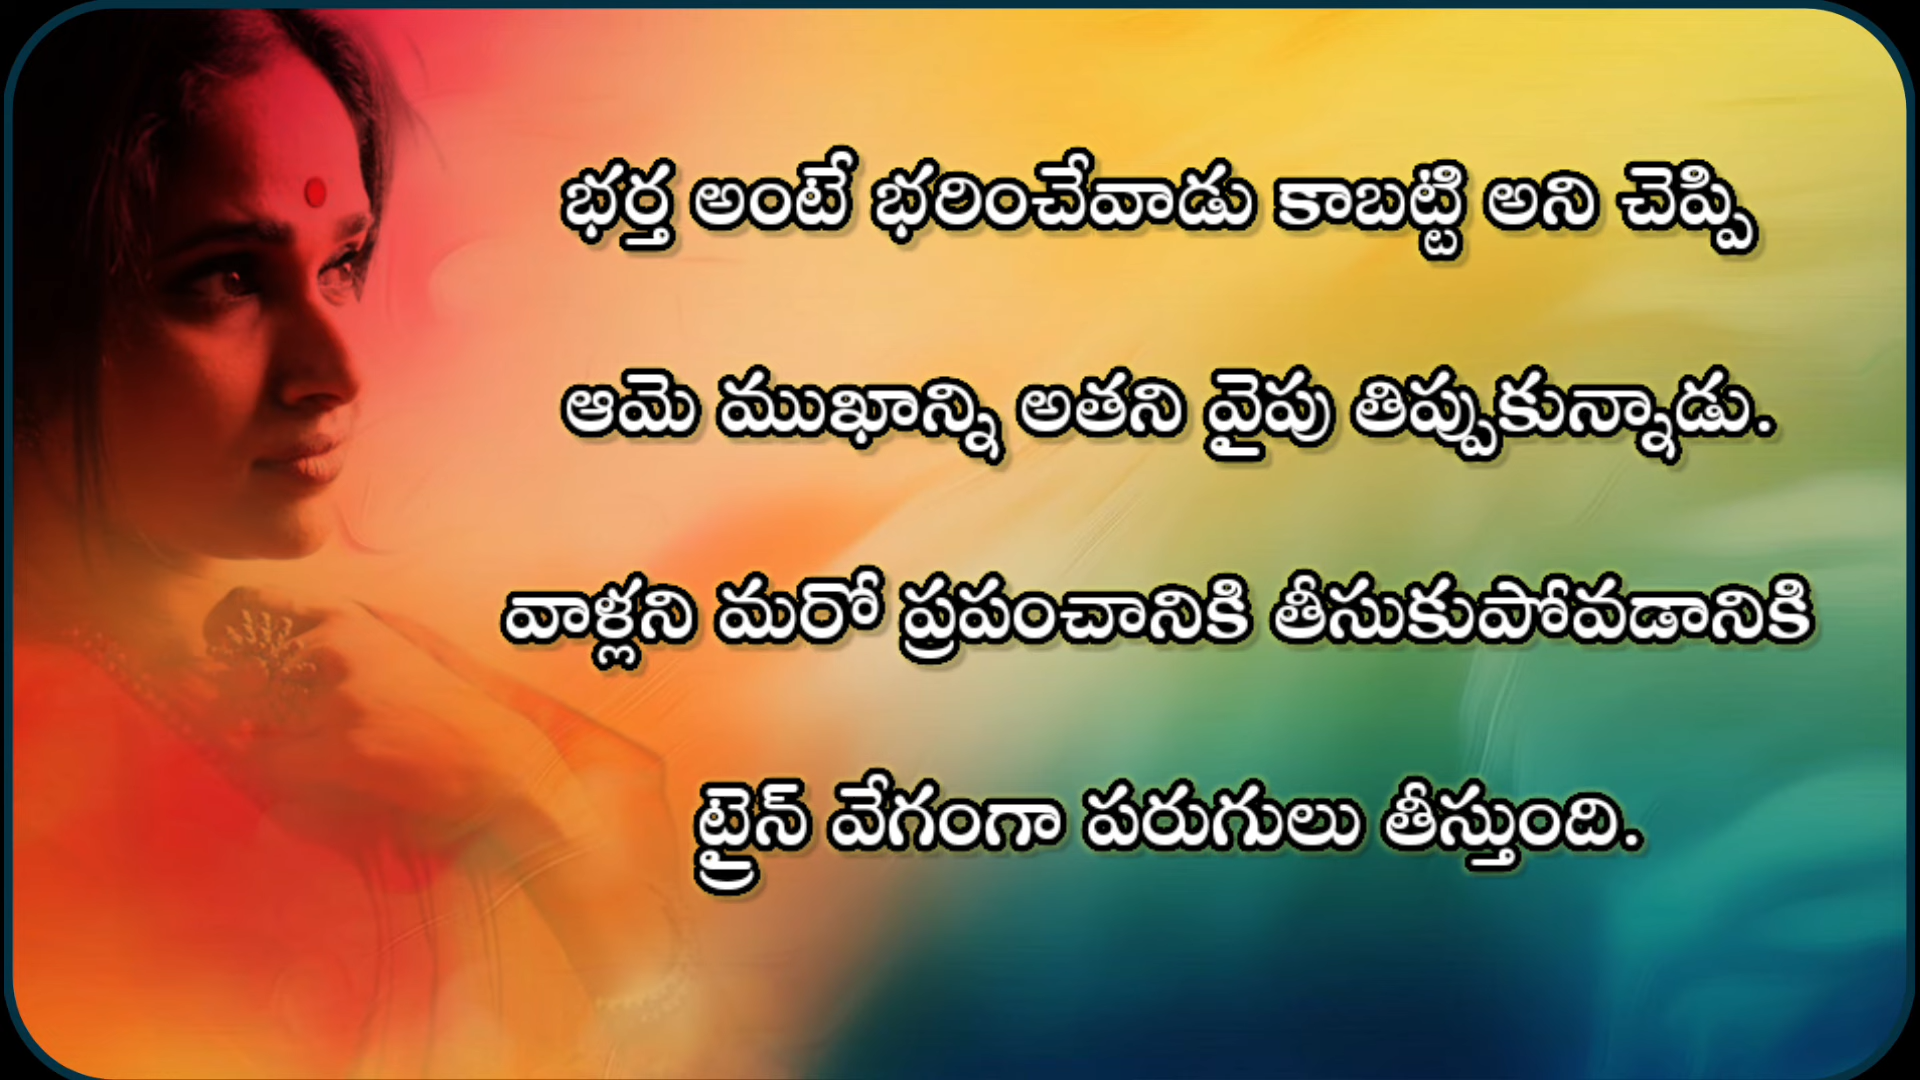 భర్త అంటే భరించేవాడు కాబట్టి అని చెప్పి
ఆమె ముఖాన్ని అతని వైపు తిప్పుకున్నాడు.
వాళ్లని మరో ప్రపంచానికి తీసుకుపోవడానికి
ట్రైన్ వేగంగా పరుగులు తీస్తుంది.